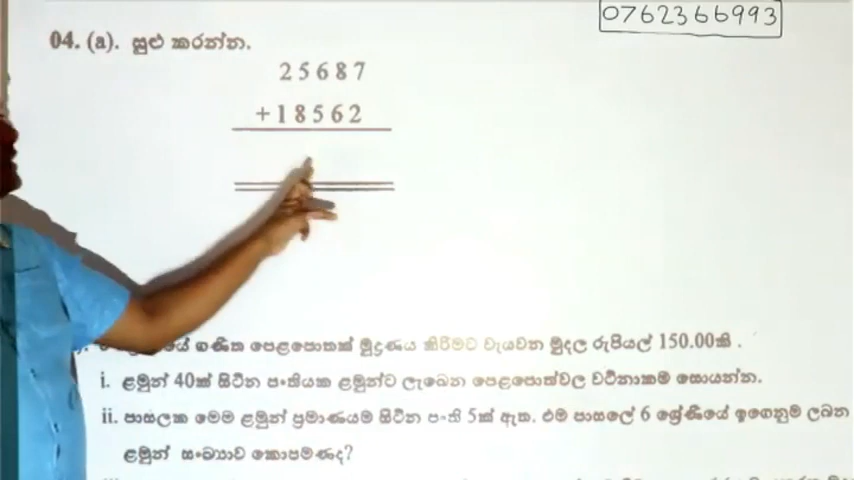 0762366993
04. (a). සුළු කරන්න.
25687
+18562
ගණිත පෙළපොතක් මුද්‍රණය කිරීමට වැයවන මුදල රුපියල් 150.00කි .
i. ළමුන් 40ක් සිටින පංතියක ළමුන්ට ලැබෙන පෙළපොත්වල වටිනාකම සොයන්න.
ii. පාසලක මෙම ළමුන් ප්‍රමාණයම සිටින පංති 5ක් ඇත. එම පාසලේ 6 ශ්‍රේණියේ ඉගෙනුම ලබන
ළමුන් සංඛ්‍යාව කොපමණද?